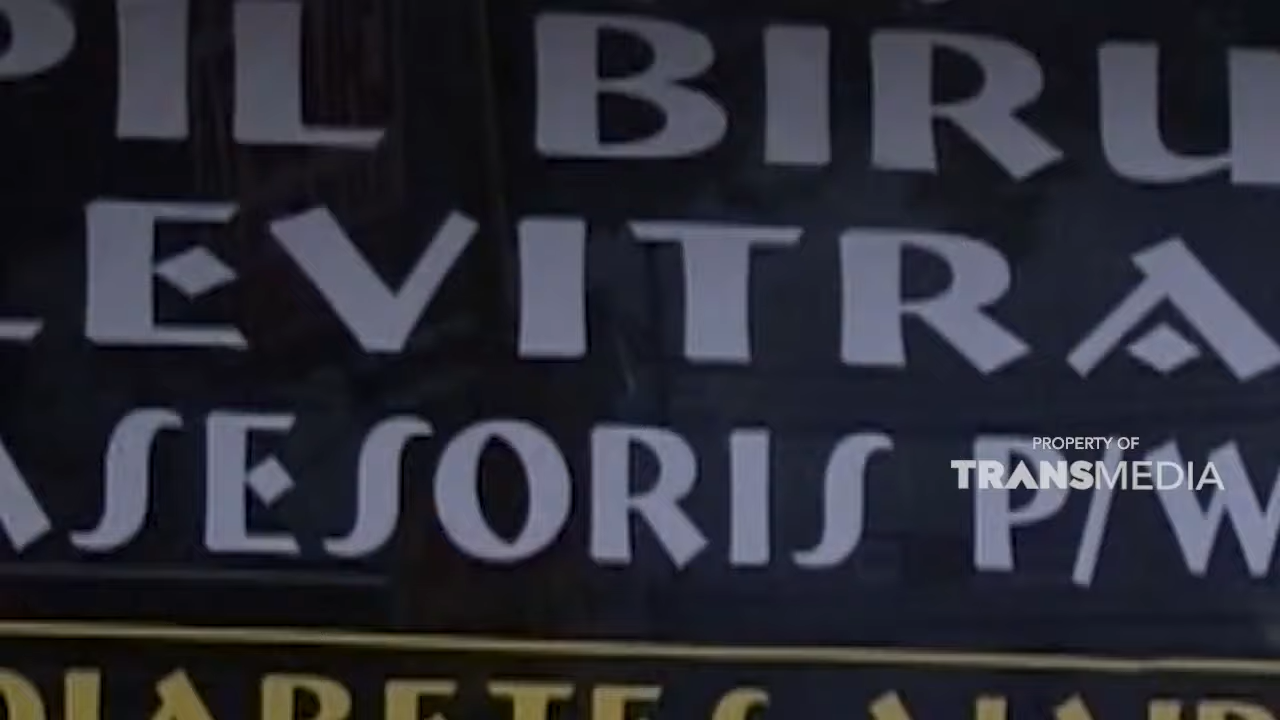 PIL BIRU
LEVITRA
ASESORIS P/W
PROPERTY OF
TRANSMEDIA
DIABETES